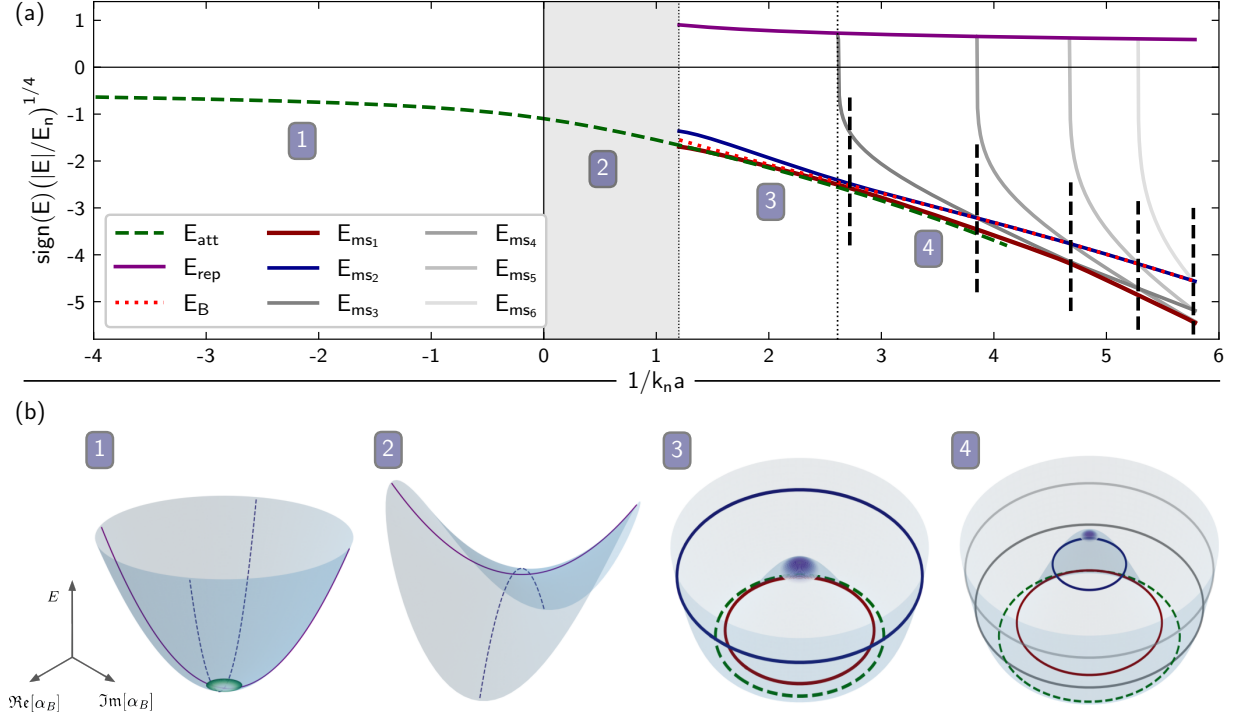 (a)
sign(E)(|E|/E_n)^{1/4}
1
0
-1
-2
-3
-4
-5
1
2
3
4
E_att E_ms₁ E_ms₄
E_rep E_ms₂ E_ms₅
E_B E_ms₃ E_ms₆
-4 -3 -2 -1 0 1 2 3 4 5 6
1/k_n a
(b)
1 2 3 4
E
ℜe[α_B] ℑm[α_B]